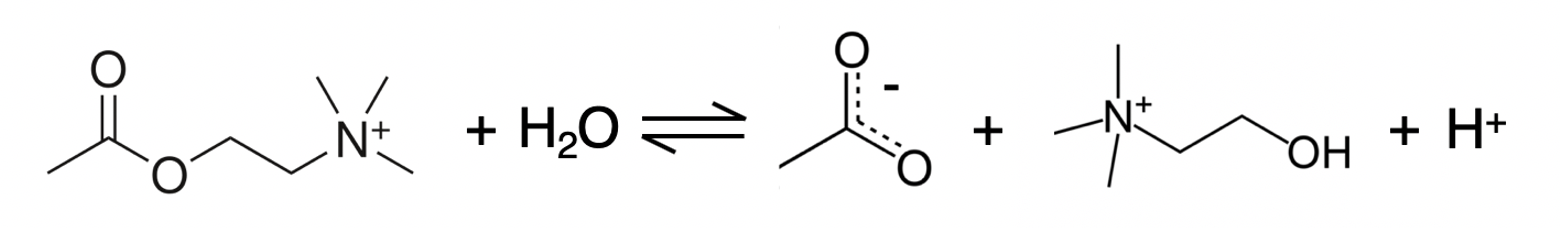 O
O
N+
+ H₂O
O
-
O
+
N+
OH
+ H⁺